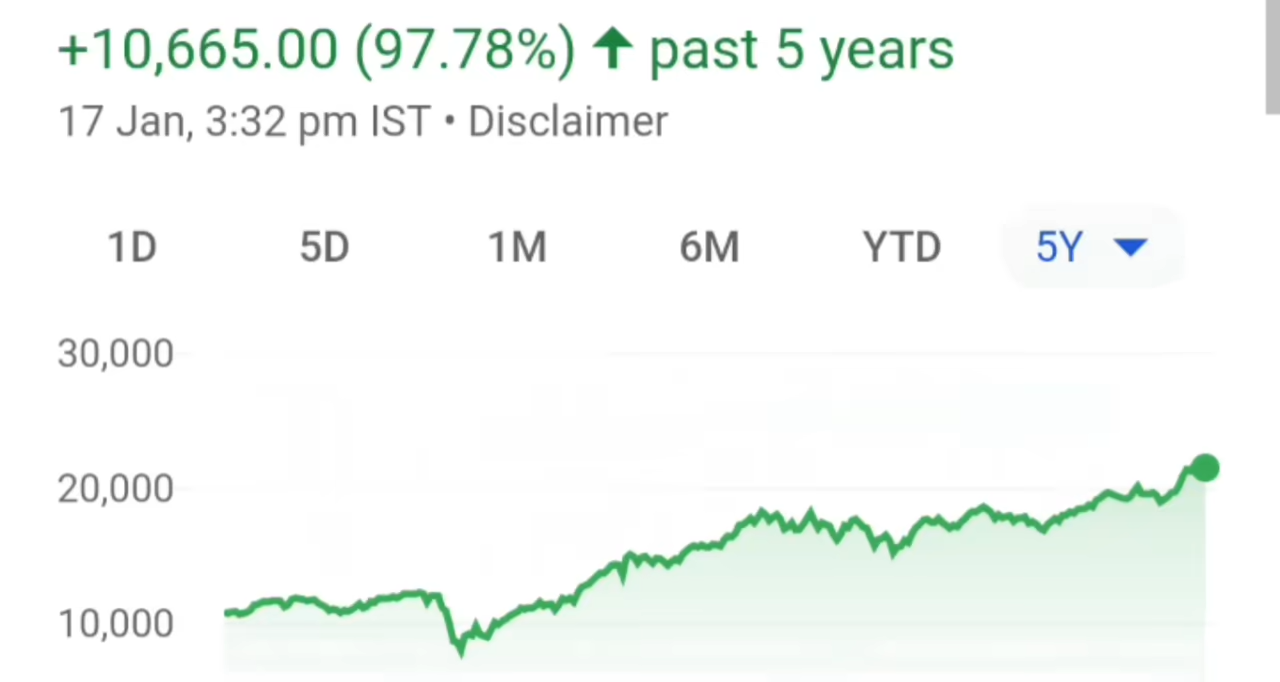 +10,665.00 (97.78%) ↑ past 5 years
17 Jan, 3:32 pm IST • Disclaimer
1D 5D 1M 6M YTD 5Y
30,000
20,000
10,000